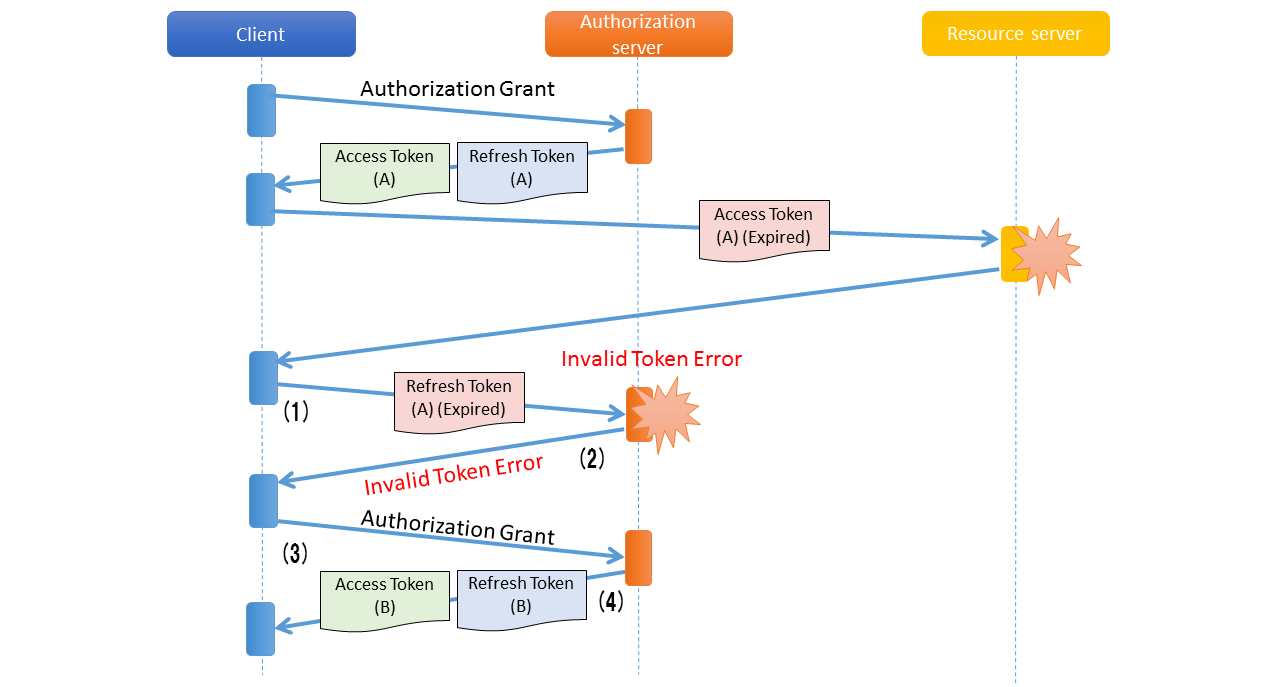 Client
Authorization
server
Resource server
Authorization Grant
Access Token
(A)
Refresh Token
(A)
Access Token
(A) (Expired)
Invalid Token Error
Refresh Token
(A) (Expired)
(1)
(2)
Invalid Token Error
Authorization Grant
(3)
Access Token
(B)
Refresh Token
(B)
(4)